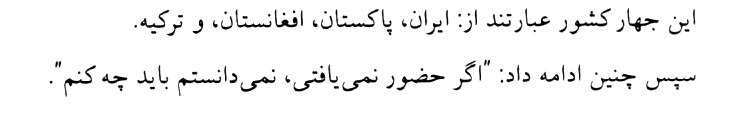 این جهار کشور عبارتند از: ایران، پاکستان، افغانستان، و ترکیه.
سپس چنین ادامه داد: "اگر حضور نمی‌یافتی، نمی‌دانستم باید چه کنم".